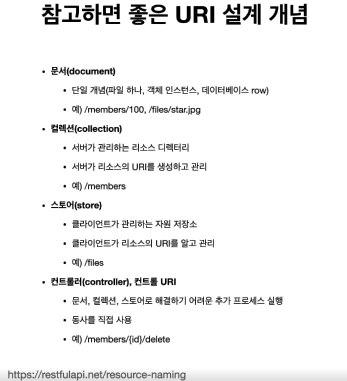 참고하면 좋은 URI 설계 개념
• 문서(document)
• 단일 개념(파일 하나, 객체 인스턴스, 데이터베이스 row)
• 예) /members/100, /files/star.jpg
• 컬렉션(collection)
• 서버가 관리하는 리소스 디렉터리
• 서버가 리소스의 URI를 생성하고 관리
• 예) /members
• 스토어(store)
• 클라이언트가 관리하는 자원 저장소
• 클라이언트가 리소스의 URI를 알고 관리
• 예) /files
• 컨트롤러(controller), 컨트롤 URI
• 문서, 컬렉션, 스토어로 해결하기 어려운 추가 프로세스 실행
• 동사를 직접 사용
• 예) /members/{id}/delete
https://restfulapi.net/resource-naming